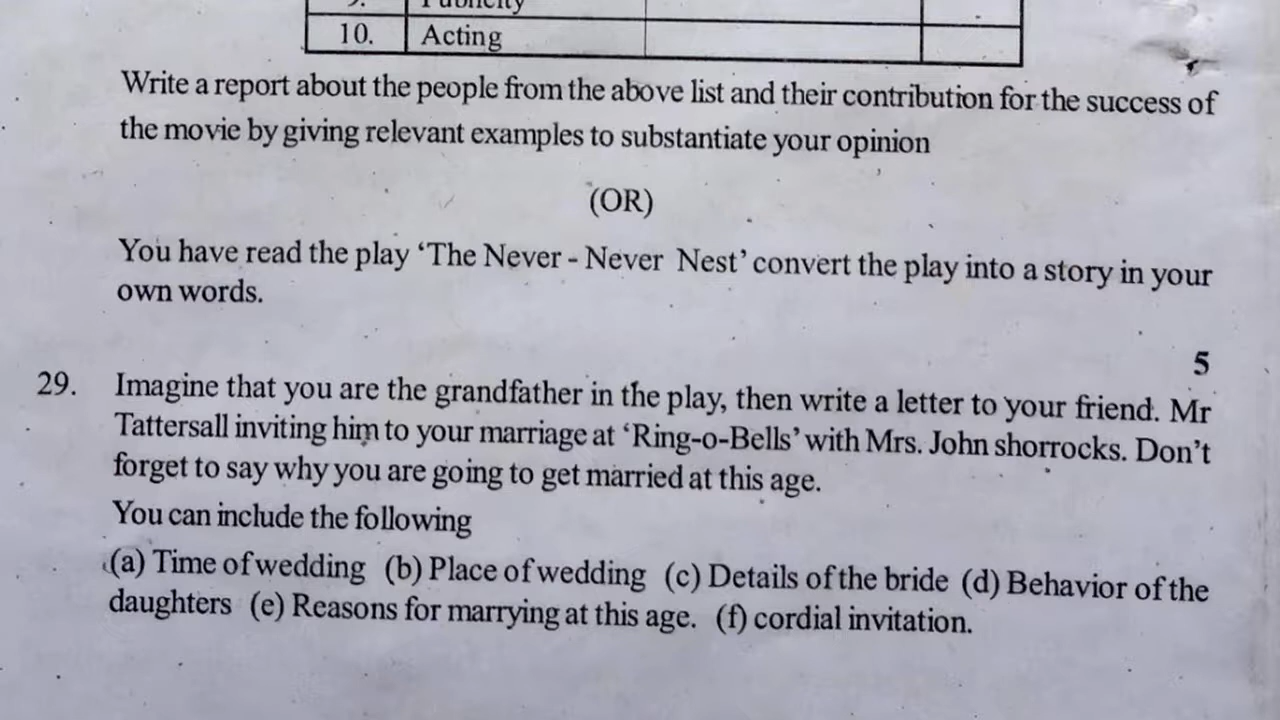 9. Publicity
10. Acting
Write a report about the people from the above list and their contribution for the success of
the movie by giving relevant examples to substantiate your opinion
(OR)
You have read the play ‘The Never - Never Nest’ convert the play into a story in your
own words.
5
29. Imagine that you are the grandfather in the play, then write a letter to your friend. Mr
Tattersall inviting him to your marriage at ‘Ring-o-Bells’ with Mrs. John shorrocks. Don’t
forget to say why you are going to get married at this age.
You can include the following
(a) Time of wedding (b) Place of wedding (c) Details of the bride (d) Behavior of the
daughters (e) Reasons for marrying at this age. (f) cordial invitation.